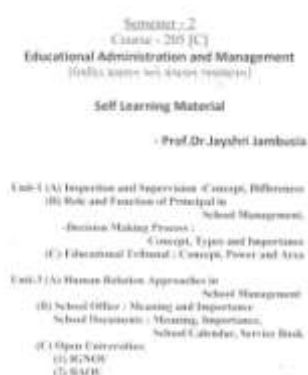 Semester - 2
Course - 205 [C]
Educational Administration and Management
Self Learning Material
- Prof.Dr.Jayshri Jambusia
Unit-1 (A) Inspection and Supervision -Concept, Differences
(B) Role and Function of Principal in
School Management.
-Decision Making Process :
Concept, Types and Importance
(C) Educational Tribunal : Concept, Power and Area
(A) Human Relation Approaches in
School Management
(B) School Office : Meaning and Importance
School Documents : Meaning, Importance,
School Calendar, Service Book
(C) Open Universities
(1) IGNOU
(2) BAOU